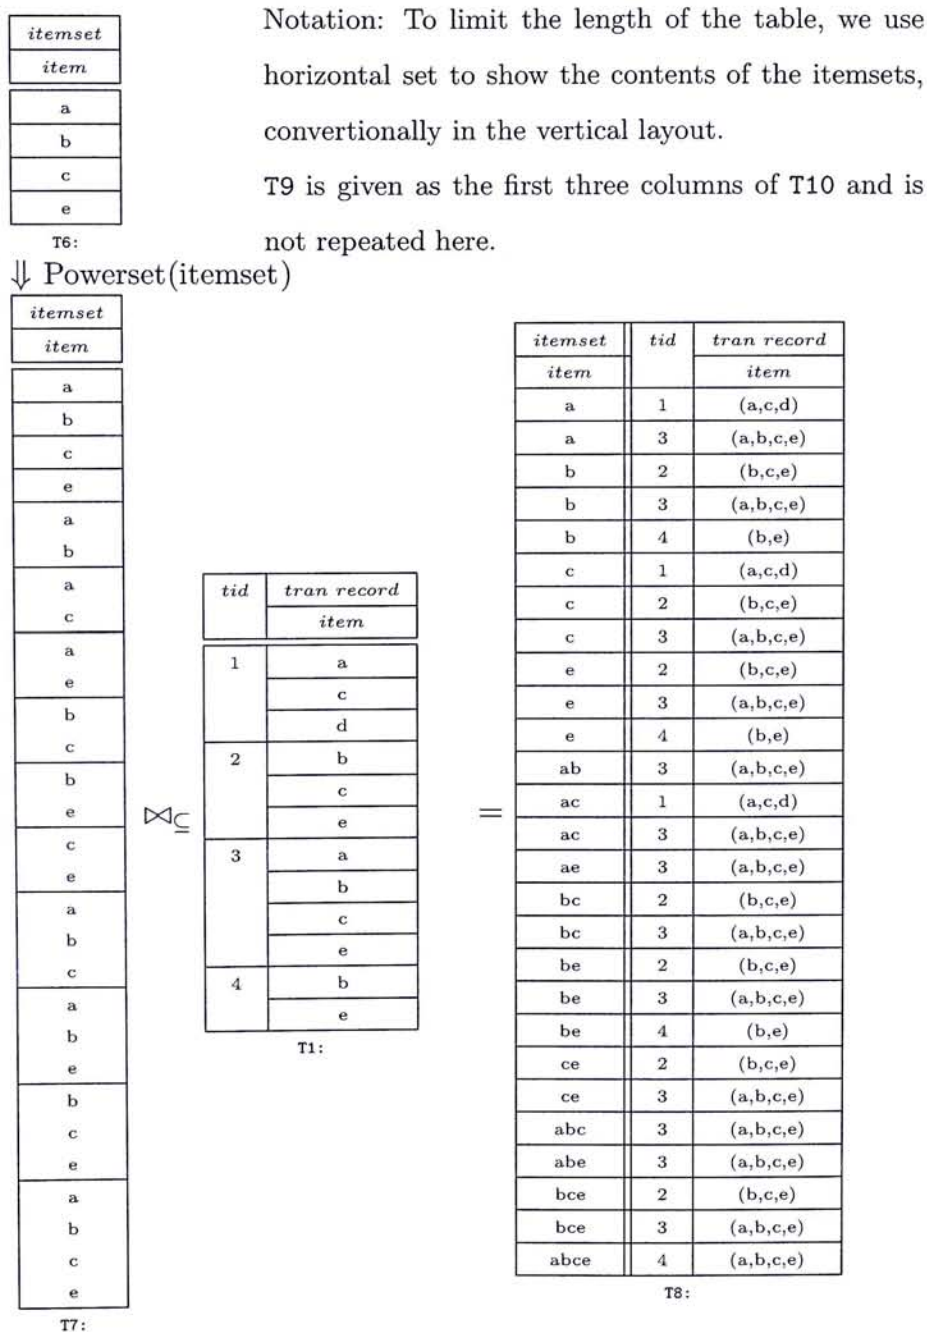 itemset
item
a
b
c
e
T6:
Notation: To limit the length of the table, we use
horizontal set to show the contents of the itemsets,
convertionally in the vertical layout.
T9 is given as the first three columns of T10 and is
not repeated here.
⇓ Powerset(itemset)
itemset
item
a
b
c
e
a
b
a
c
a
e
b
c
b
e
c
e
a
b
c
a
b
e
b
c
e
a
b
c
e
T7:
⋈⊆
tid tran record
item
1 a
c
d
2 b
c
e
3 a
b
c
e
4 b
e
T1:
=
itemset tid tran record
item item
a 1 (a,c,d)
a 3 (a,b,c,e)
b 2 (b,c,e)
b 3 (a,b,c,e)
b 4 (b,e)
c 1 (a,c,d)
c 2 (b,c,e)
c 3 (a,b,c,e)
e 2 (b,c,e)
e 3 (a,b,c,e)
e 4 (b,e)
ab 3 (a,b,c,e)
ac 1 (a,c,d)
ac 3 (a,b,c,e)
ae 3 (a,b,c,e)
bc 2 (b,c,e)
bc 3 (a,b,c,e)
be 2 (b,c,e)
be 3 (a,b,c,e)
be 4 (b,e)
ce 2 (b,c,e)
ce 3 (a,b,c,e)
abc 3 (a,b,c,e)
abe 3 (a,b,c,e)
bce 2 (b,c,e)
bce 3 (a,b,c,e)
abce 4 (a,b,c,e)
T8: